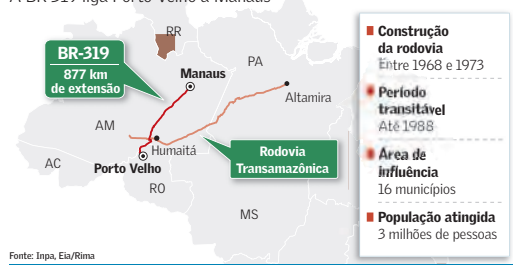 A BR-319 liga Porto Velho a Manaus
RR
BR-319
877 km
de extensão
Manaus
PA
Altamira
AM
Humaitá
Rodovia
Transamazônica
AC
Porto Velho
RO
MS
Construção
da rodovia
Entre 1968 e 1973
Período
transitável
Até 1988
Área de
influência
16 municípios
População atingida
3 milhões de pessoas
Fonte: Inpa, Eia/Rima